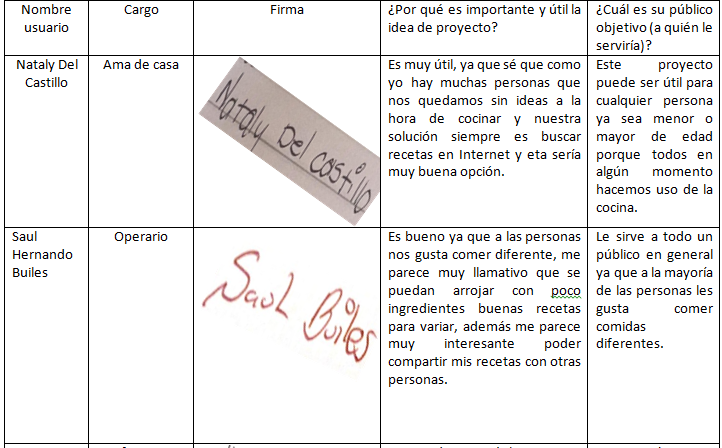 Nombre
usuario
Cargo
Firma
¿Por qué es importante y útil la
idea de proyecto?
¿Cuál es su público
objetivo (a quién le
serviría)?
Nataly Del
Castillo
Ama de casa
Nataly Del castillo
Es muy útil, ya que sé que como
yo hay muchas personas que
nos quedamos sin ideas a la
hora de cocinar y nuestra
solución siempre es buscar
recetas en Internet y eta sería
muy buena opción.
Este proyecto
puede ser útil para
cualquier persona
ya sea menor o
mayor de edad
porque todos en
algún momento
hacemos uso de la
cocina.
Saul
Hernando
Builes
Operario
Saul Builes
Es bueno ya que a las personas
nos gusta comer diferente, me
parece muy llamativo que se
puedan arrojar con poco
ingredientes buenas recetas
para variar, además me parece
muy interesante poder
compartir mis recetas con otras
personas.
Le sirve a todo un
público en general
ya que a la mayoría
de las personas les
gusta comer
comidas
diferentes.